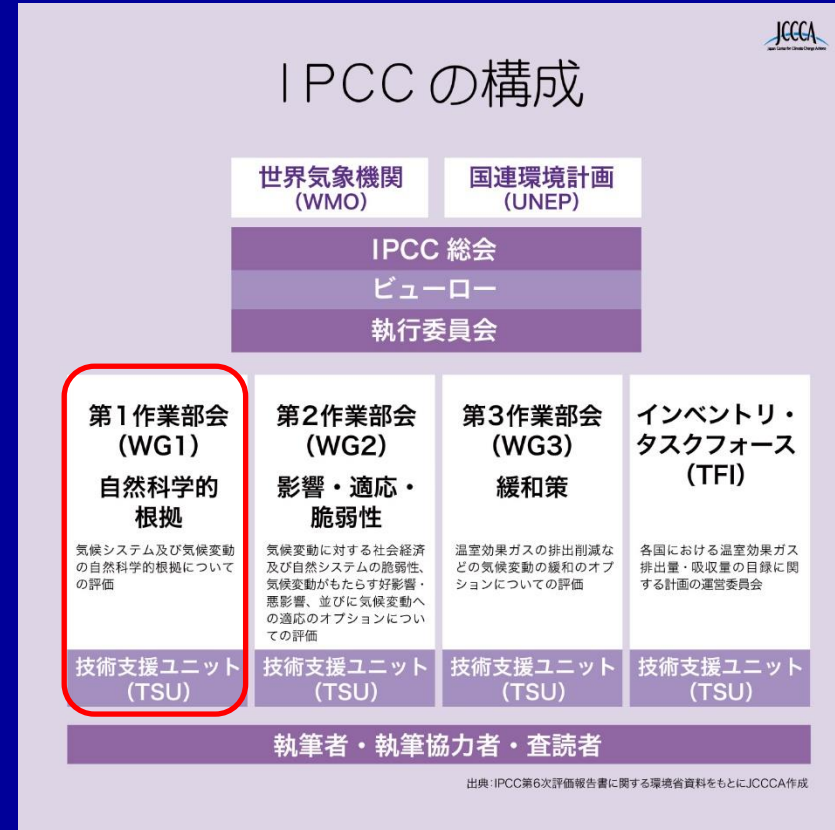 JCCCA
Japan Center for Climate Change Actions
IPCCの構成
世界気象機関
(WMO)
国連環境計画
(UNEP)
IPCC 総会
ビューロー
執行委員会
第1作業部会
(WG1)
自然科学的
根拠
気候システム及び気候変動
の自然科学的根拠について
の評価
技術支援ユニット
(TSU)
第2作業部会
(WG2)
影響・適応・
脆弱性
気候変動に対する社会経済
及び自然システムの脆弱性、
気候変動がもたらす好影響・
悪影響、並びに気候変動へ
の適応のオプションについ
ての評価
技術支援ユニット
(TSU)
第3作業部会
(WG3)
緩和策
温室効果ガスの排出削減な
どの気候変動の緩和のオプ
ションについての評価
技術支援ユニット
(TSU)
インベントリ・
タスクフォース
(TFI)
各国における温室効果ガス
排出量・吸収量の目録に関
する計画の運営委員会
技術支援ユニット
(TSU)
執筆者・執筆協力者・査読者
出典:IPCC第6次評価報告書に関する環境省資料をもとにJCCCA作成